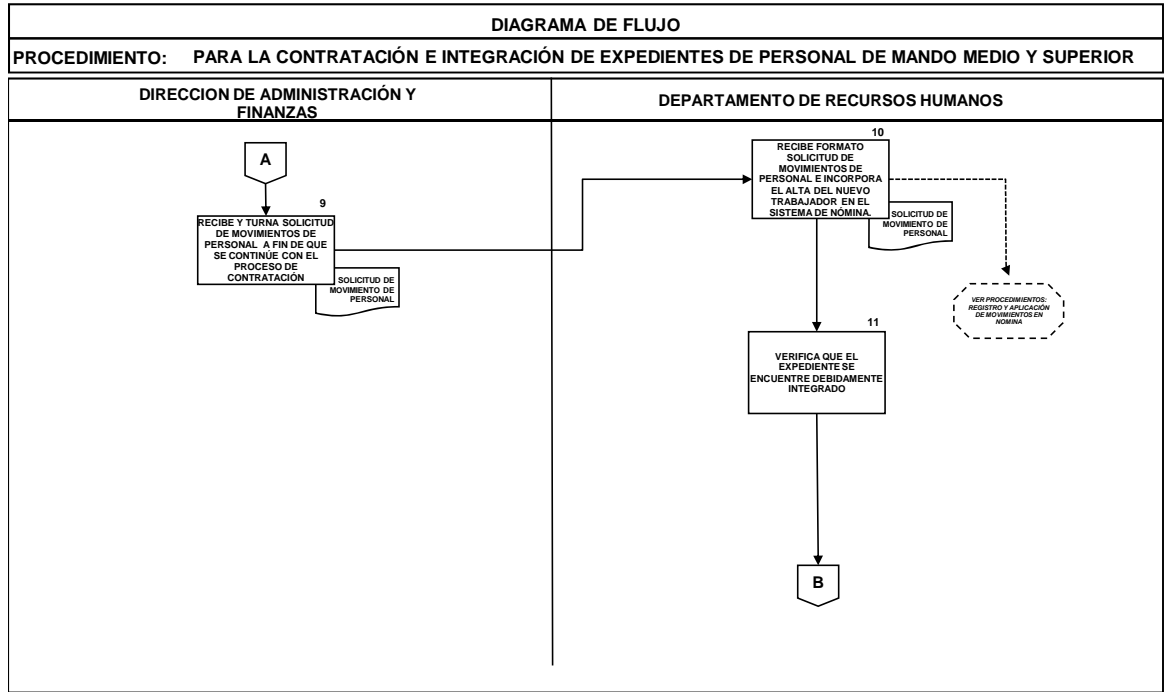 DIAGRAMA DE FLUJO
PROCEDIMIENTO: PARA LA CONTRATACIÓN E INTEGRACIÓN DE EXPEDIENTES DE PERSONAL DE MANDO MEDIO Y SUPERIOR
DIRECCION DE ADMINISTRACIÓN Y
FINANZAS
A
9
RECIBE Y TURNA SOLICITUD
DE MOVIMIENTOS DE
PERSONAL A FIN DE QUE
SE CONTINÚE CON EL
PROCESO DE
CONTRATACIÓN
SOLICITUD DE
MOVIMIENTO DE
PERSONAL
DEPARTAMENTO DE RECURSOS HUMANOS
10
RECIBE FORMATO
SOLICITUD DE
MOVIMIENTOS DE
PERSONAL E INCORPORA
EL ALTA DEL NUEVO
TRABAJADOR EN EL
SISTEMA DE NÓMINA.
SOLICITUD DE
MOVIMIENTO DE
PERSONAL
VER PROCEDIMIENTOS:
REGISTRO Y APLICACIÓN
DE MOVIMIENTOS EN
NOMINA
11
VERIFICA QUE EL
EXPEDIENTE SE
ENCUENTRE DEBIDAMENTE
INTEGRADO
B